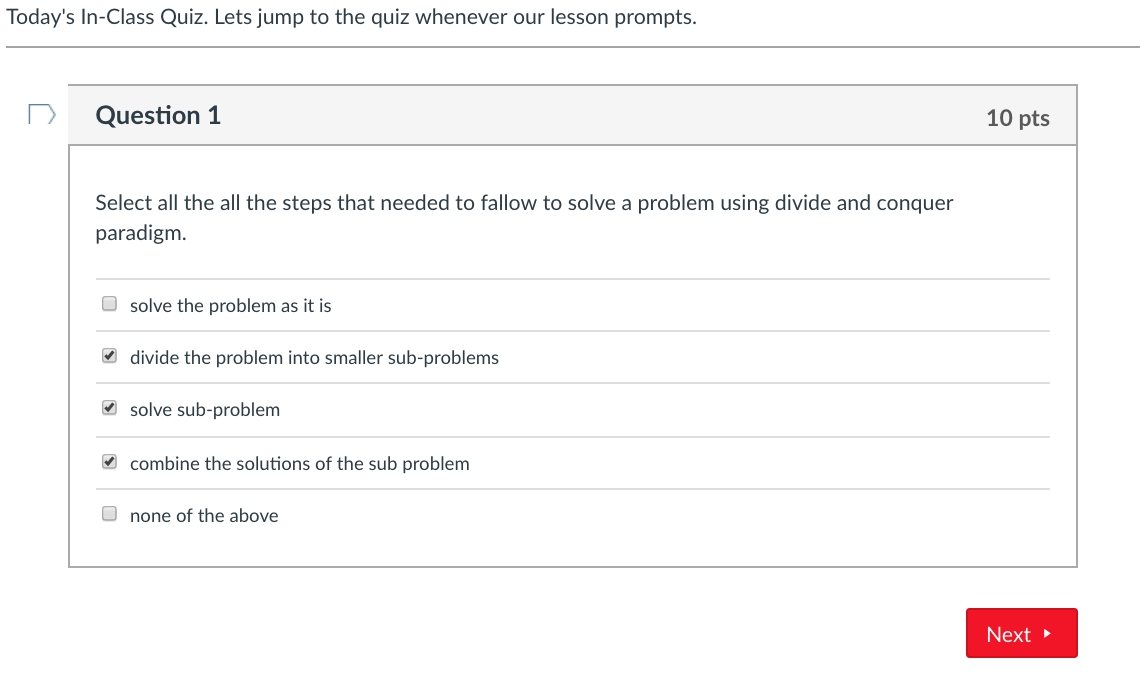 Today's In-Class Quiz. Lets jump to the quiz whenever our lesson prompts.
Question 1
10 pts
Select all the all the steps that needed to fallow to solve a problem using divide and conquer
paradigm.
solve the problem as it is
divide the problem into smaller sub-problems
solve sub-problem
combine the solutions of the sub problem
none of the above
Next